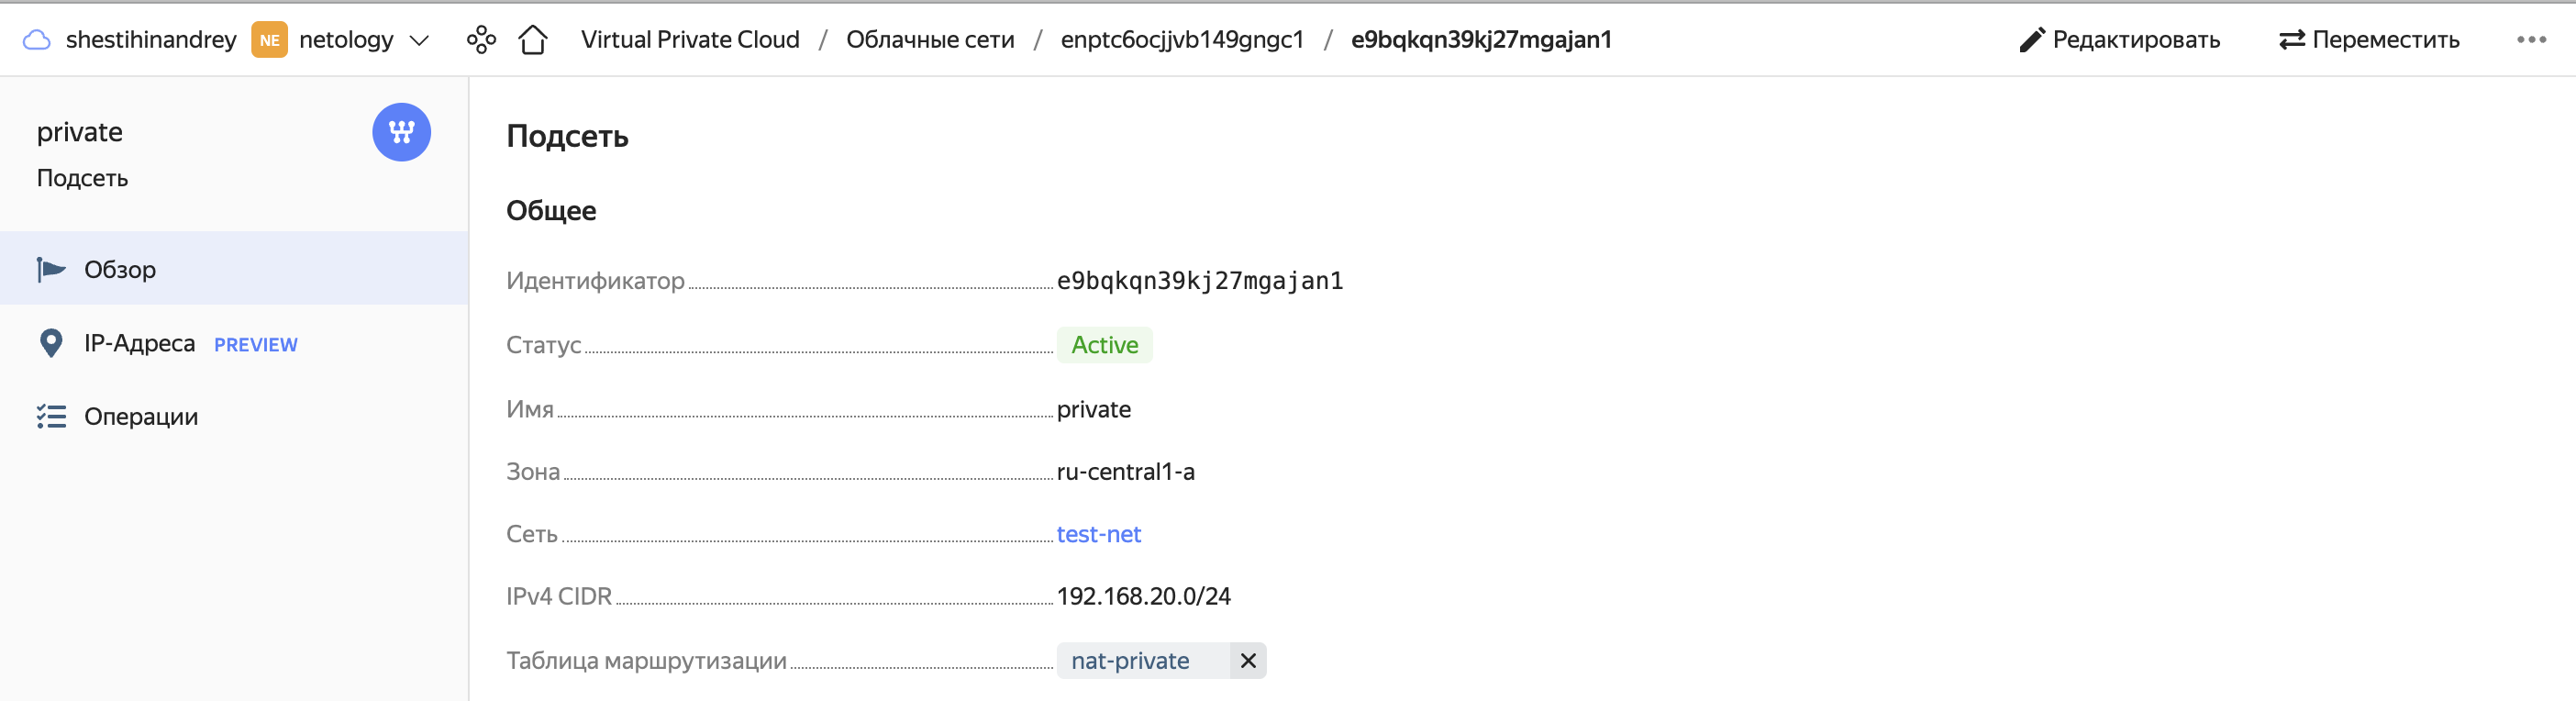 shestihinandrey NE netology Virtual Private Cloud / Облачные сети / enptc6ocjjvb149gngc1 / e9bqkqn39kj27mgajan1 Редактировать Переместить
private
Подсеть
Обзор
IP-Адреса PREVIEW
Операции
Подсеть
Общее
Идентификатор e9bqkqn39kj27mgajan1
Статус Active
Имя private
Зона ru-central1-a
Сеть test-net
IPv4 CIDR 192.168.20.0/24
Таблица маршрутизации nat-private